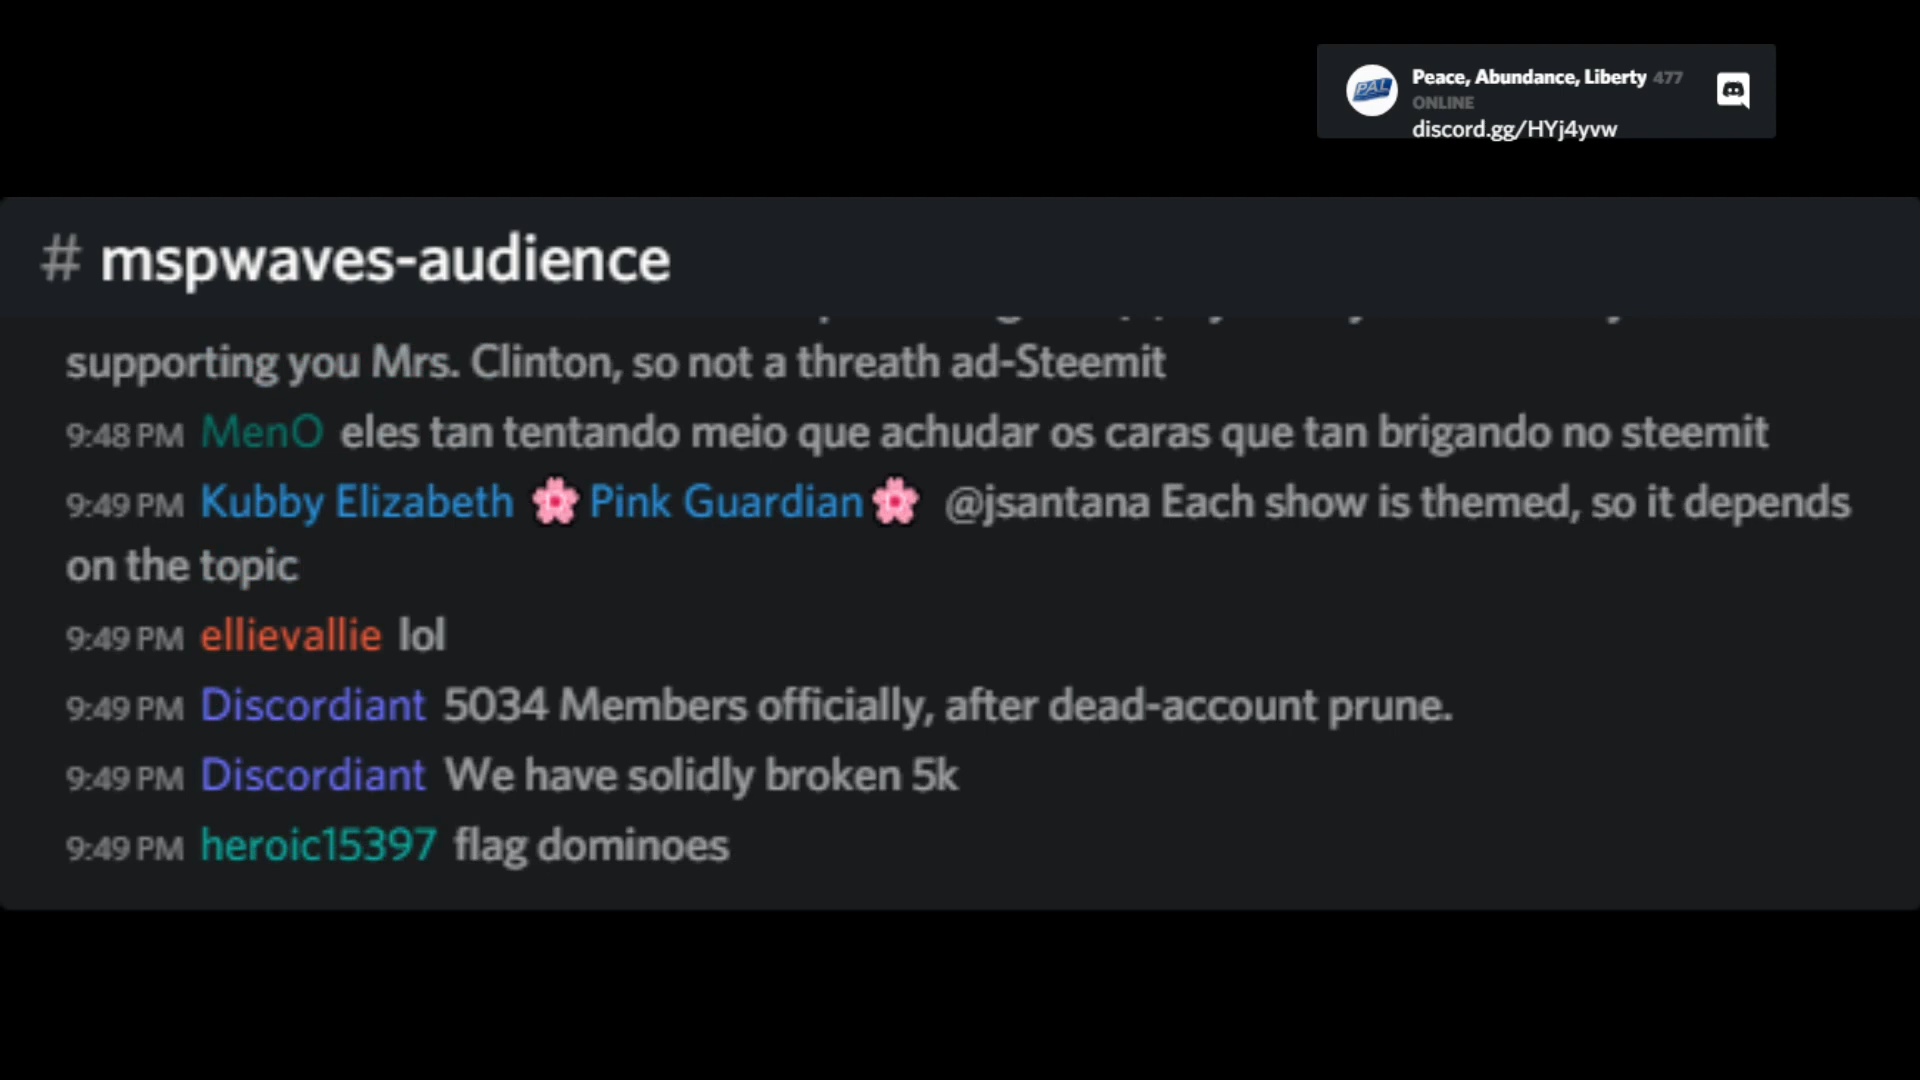 PAL
Peace, Abundance, Liberty 477
ONLINE
discord.gg/HYj4yvw
# mspwaves-audience
supporting you Mrs. Clinton, so not a threath ad-Steemit
9:48 PM MenO eles tan tentando meio que achudar os caras que tan brigando no steemit
9:49 PM Kubby Elizabeth 🌸 Pink Guardian 🌸 @jsantana Each show is themed, so it depends
on the topic
9:49 PM ellievallie lol
9:49 PM Discordiant 5034 Members officially, after dead-account prune.
9:49 PM Discordiant We have solidly broken 5k
9:49 PM heroic15397 flag dominoes